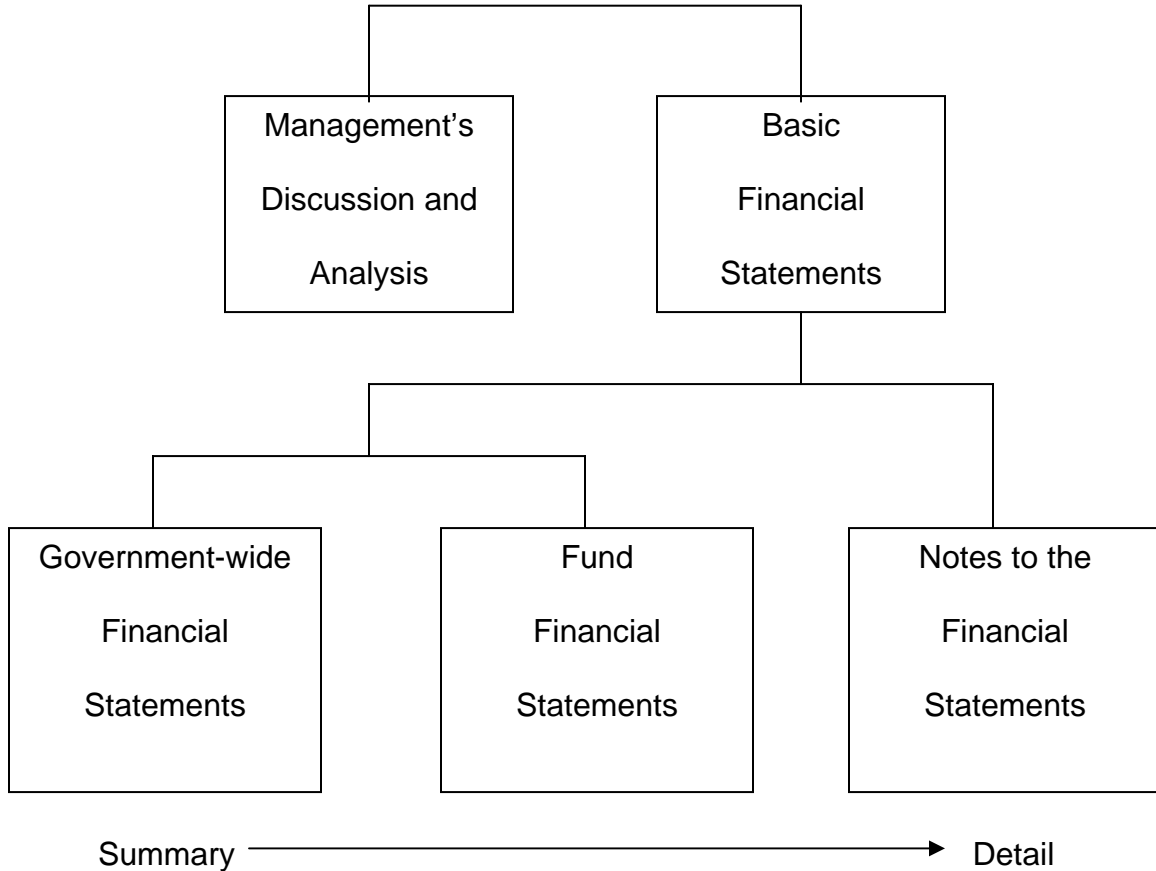 Management’s
Discussion and
Analysis
Basic
Financial
Statements
Government-wide
Financial
Statements
Fund
Financial
Statements
Notes to the
Financial
Statements
Summary
Detail